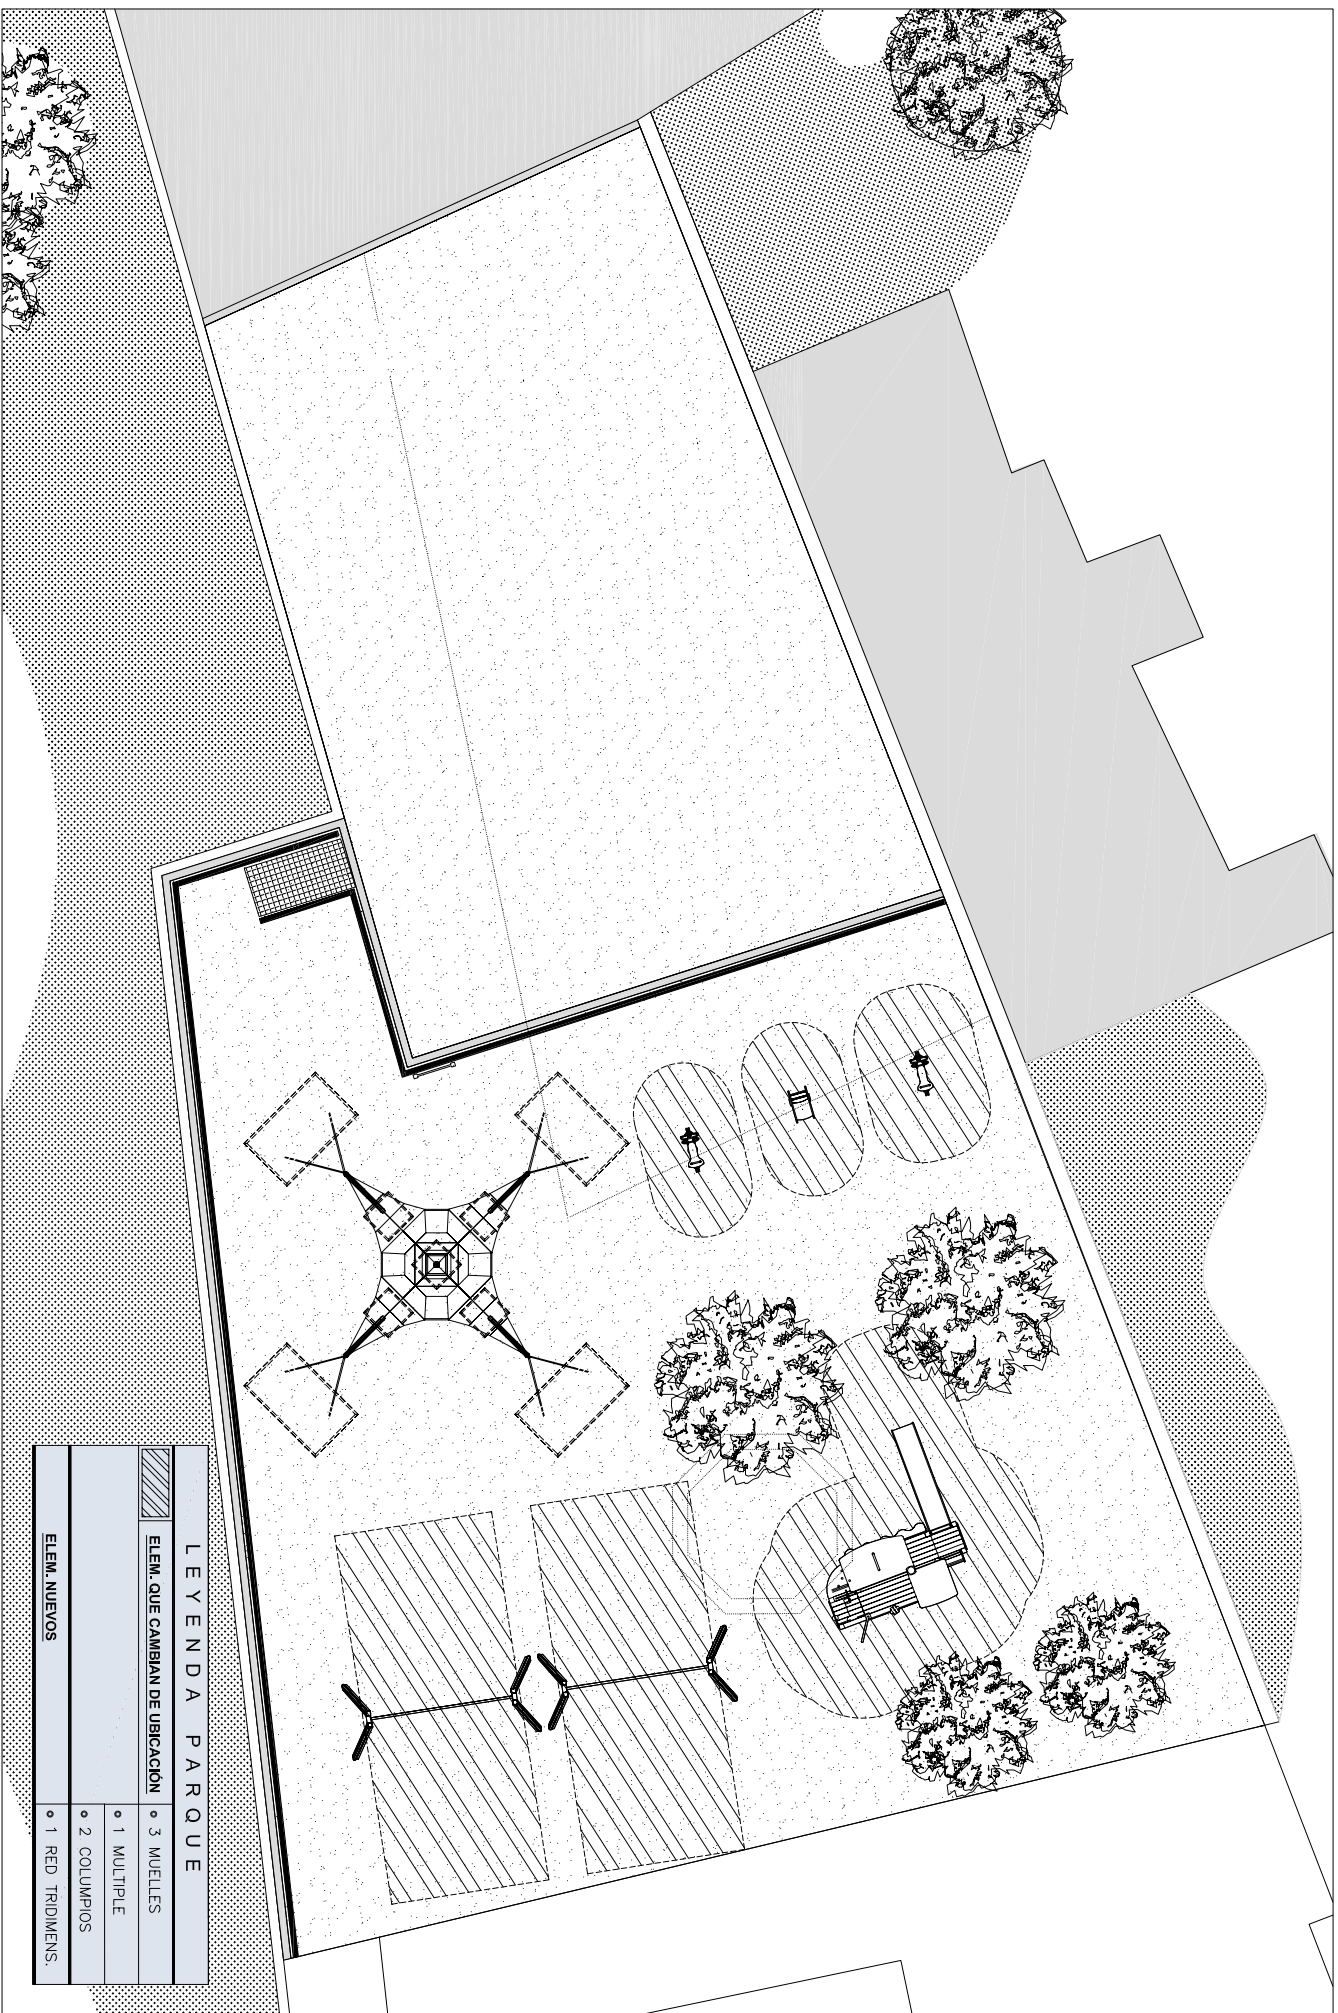 LEYENDA PARQUE
ELEM. QUE CAMBIAN DE UBICACIÓN
3 MUELLES
1 MULTIPLE
2 COLUMPIOS
ELEM. NUEVOS
1 RED TRIDIMENS.